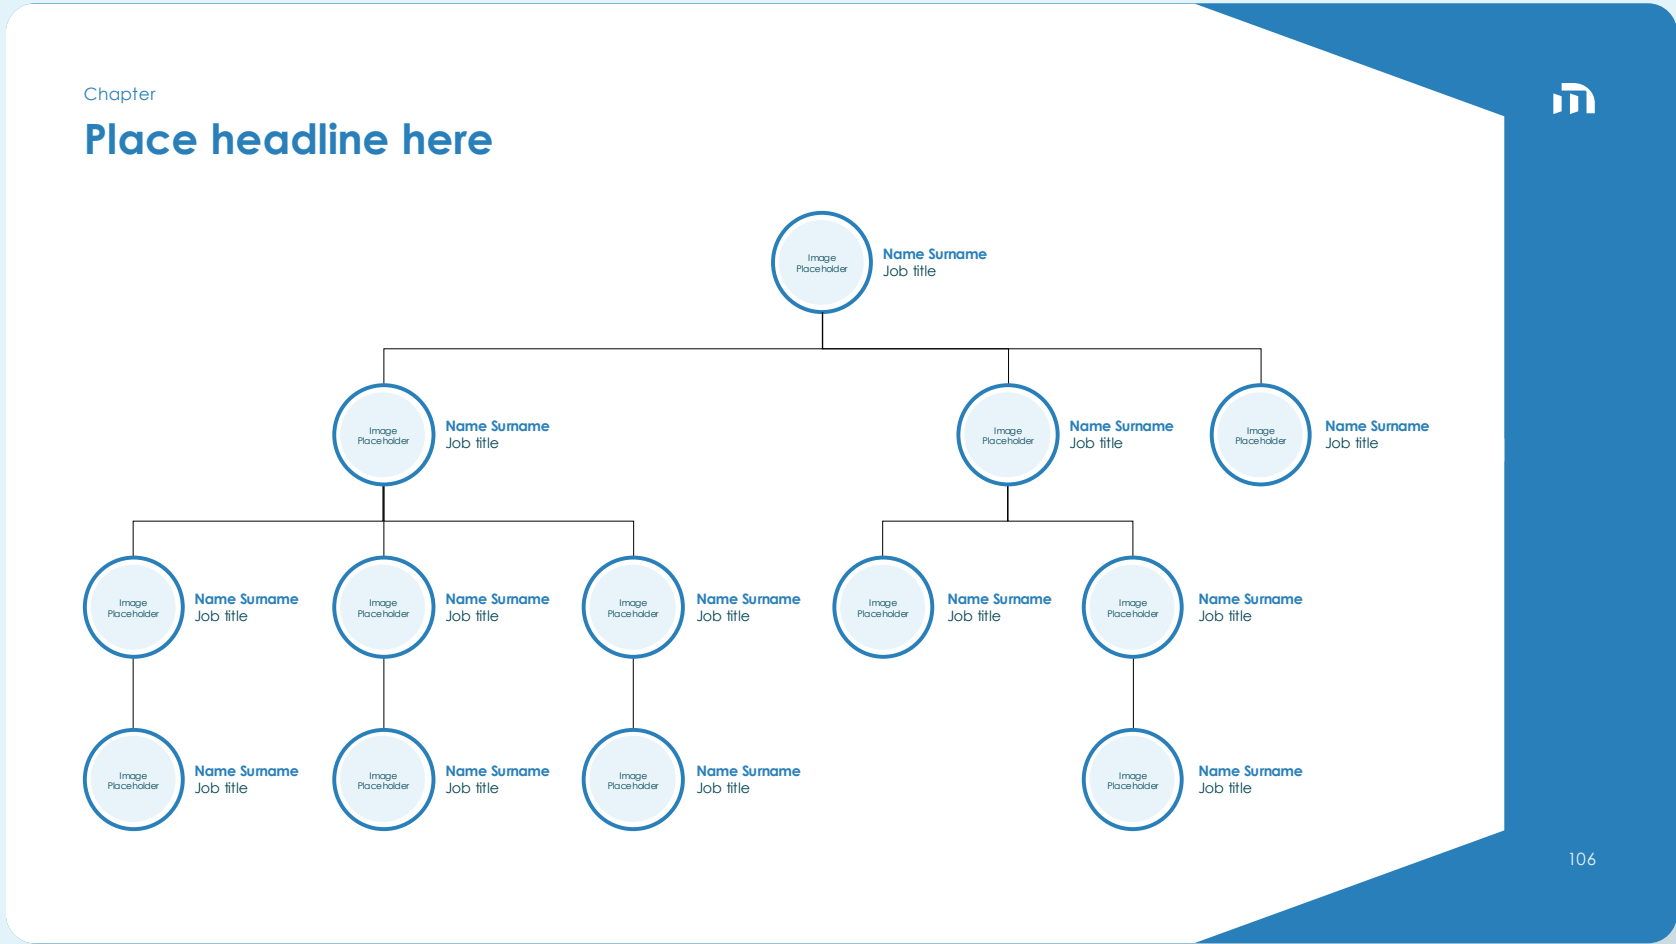 Chapter
Place headline here
Image
Placeholder
Name Surname
Job title
Image
Placeholder
Name Surname
Job title
Image
Placeholder
Name Surname
Job title
Image
Placeholder
Name Surname
Job title
Image
Placeholder
Name Surname
Job title
Image
Placeholder
Name Surname
Job title
Image
Placeholder
Name Surname
Job title
Image
Placeholder
Name Surname
Job title
Image
Placeholder
Name Surname
Job title
Image
Placeholder
Name Surname
Job title
Image
Placeholder
Name Surname
Job title
Image
Placeholder
Name Surname
Job title
Image
Placeholder
Name Surname
Job title
106